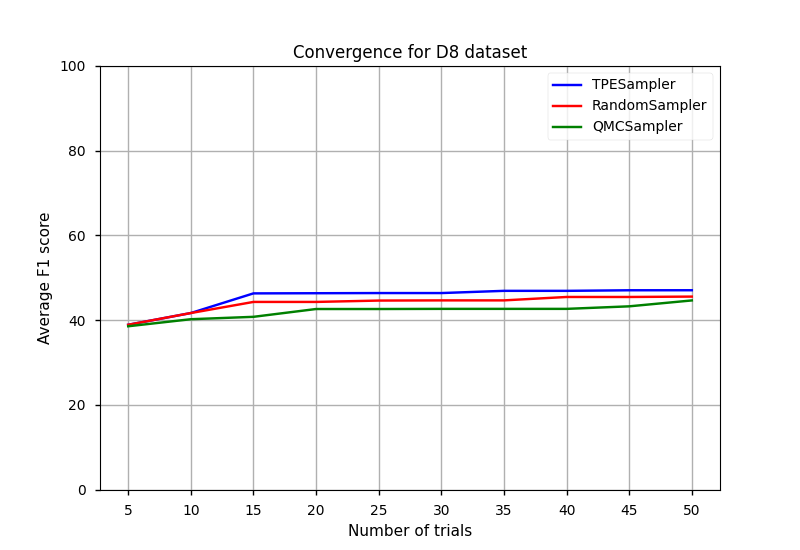 Convergence for D8 dataset
TPESampler
RandomSampler
QMCSampler
Average F1 score
100
80
60
40
20
0
5 10 15 20 25 30 35 40 45 50
Number of trials